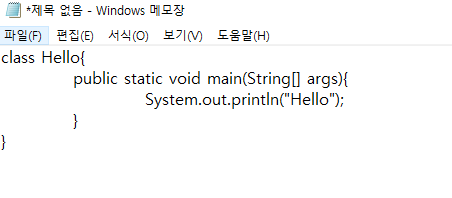 *제목 없음 - Windows 메모장
파일(F) 편집(E) 서식(O) 보기(V) 도움말(H)
class Hello{
public static void main(String[] args){
System.out.println("Hello");
}
}